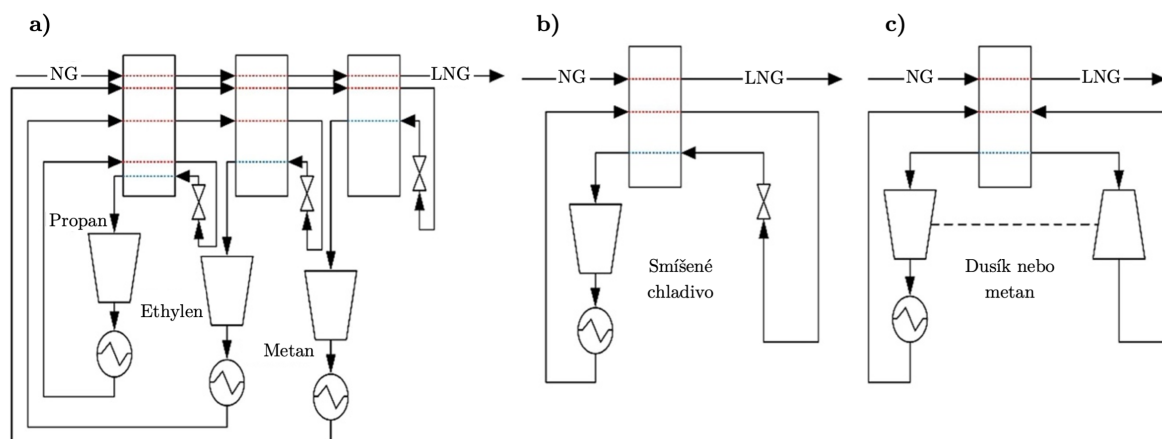 a)
NG
LNG
Propan
Ethylen
Metan
b)
NG
LNG
Smíšené
chladivo
c)
NG
LNG
Dusík nebo
metan